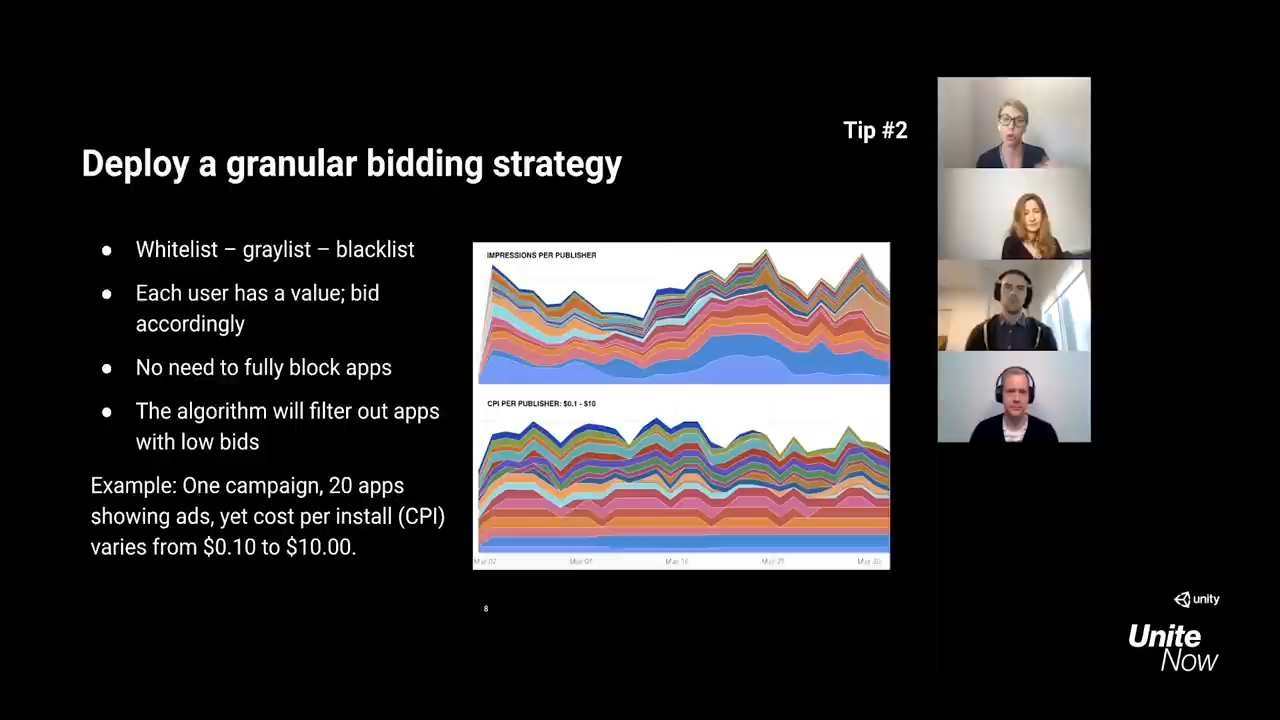 Tip #2
Deploy a granular bidding strategy
● Whitelist – graylist – blacklist
● Each user has a value; bid
accordingly
● No need to fully block apps
● The algorithm will filter out apps
with low bids
Example: One campaign, 20 apps
showing ads, yet cost per install (CPI)
varies from $0.10 to $10.00.
IMPRESSIONS PER PUBLISHER
CPI PER PUBLISHER: $0.1 - $10
8
unity
Unite
Now